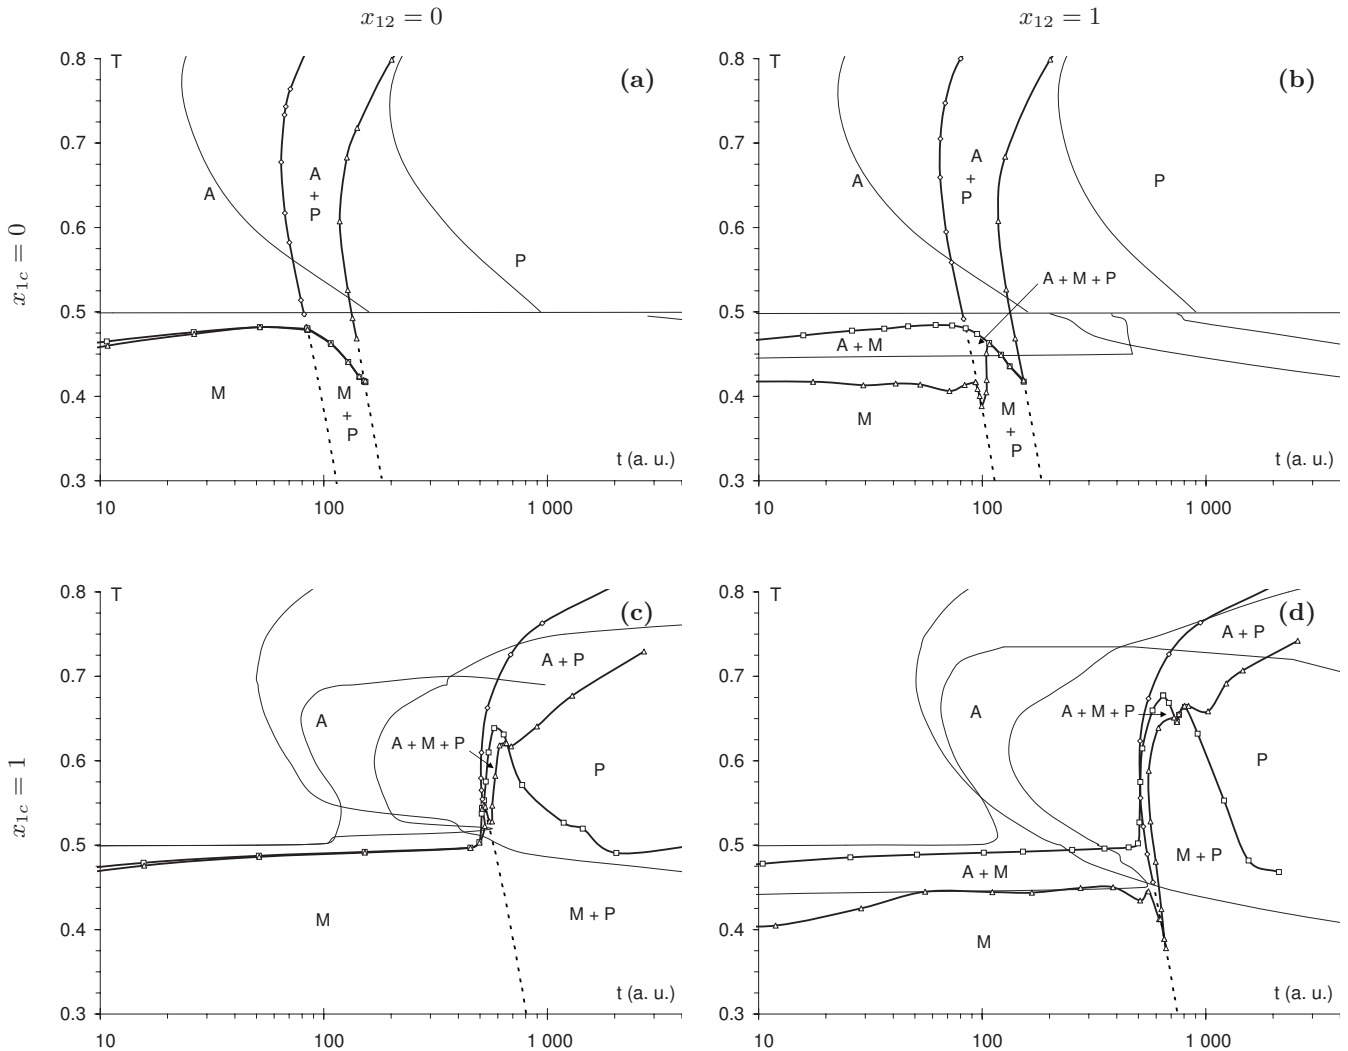 x12 = 0
x12 = 1
x1c = 0
0.8
T
(a)
0.7
A
A
+
P
0.6
P
0.5
0.4
M
M
+
P
t (a. u.)
0.3
10
100
1 000
0.8
T
(b)
0.7
A
A
+
P
P
0.6
A + M + P
0.5
A + M
0.4
M
M
+
P
t (a. u.)
0.3
10
100
1 000
x1c = 1
0.8
T
(c)
0.7
A + P
A
A + M + P
0.6
P
0.5
M
M + P
0.4
t (a. u.)
0.3
10
100
1 000
0.8
T
(d)
A + P
0.7
A
A + M + P
0.6
P
0.5
M + P
A + M
0.4
M
t (a. u.)
0.3
10
100
1 000